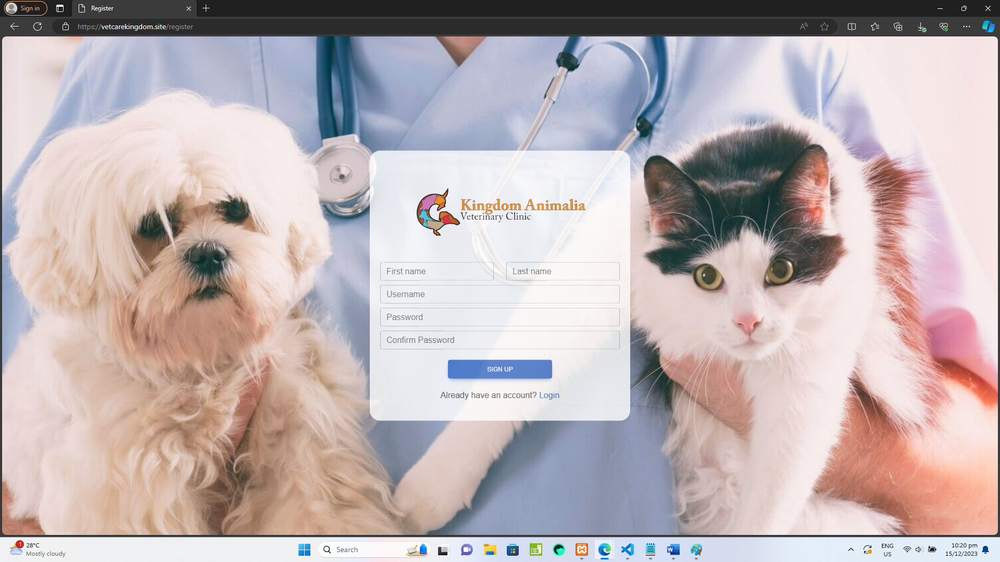 Sign in
Register
https://vetcarekingdom.site/register
Kingdom Animalia
Veterinary Clinic
First name
Last name
Username
Password
Confirm Password
SIGN UP
Already have an account? Login
1
28°C
Mostly cloudy
Search
ENG
US
10:20 pm
15/12/2023